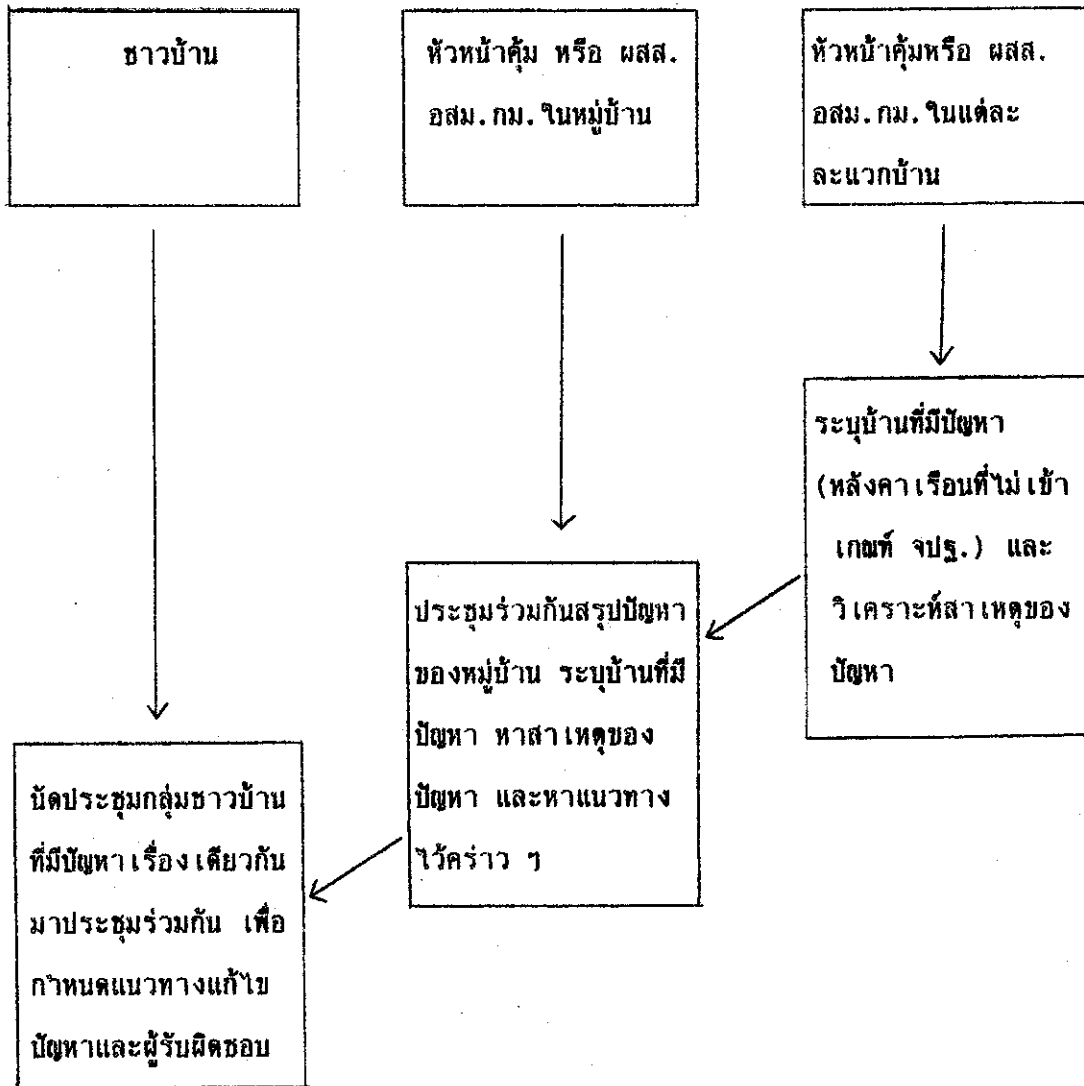 ชาวบ้าน
หัวหน้าคุ้ม หรือ ผสส.
อสม.กม.ในหมู่บ้าน
หัวหน้าคุ้มหรือ ผสส.
อสม.กม.ในแต่ละ
ละแวกบ้าน
ระบุบ้านที่มีปัญหา
(หลังคาเรือนที่ไม่เข้า
เกณฑ์ จปฐ.) และ
วิเคราะห์สาเหตุของ
ปัญหา
ประชุมร่วมกันสรุปปัญหา
ของหมู่บ้าน ระบุบ้านที่มี
ปัญหา หาสาเหตุของ
ปัญหา และหาแนวทาง
ไว้คร่าว ๆ
นัดประชุมกลุ่มชาวบ้าน
ที่มีปัญหาเรื่องเดียวกัน
มาประชุมร่วมกัน เพื่อ
กำหนดแนวทางแก้ไข
ปัญหาและผู้รับผิดชอบ